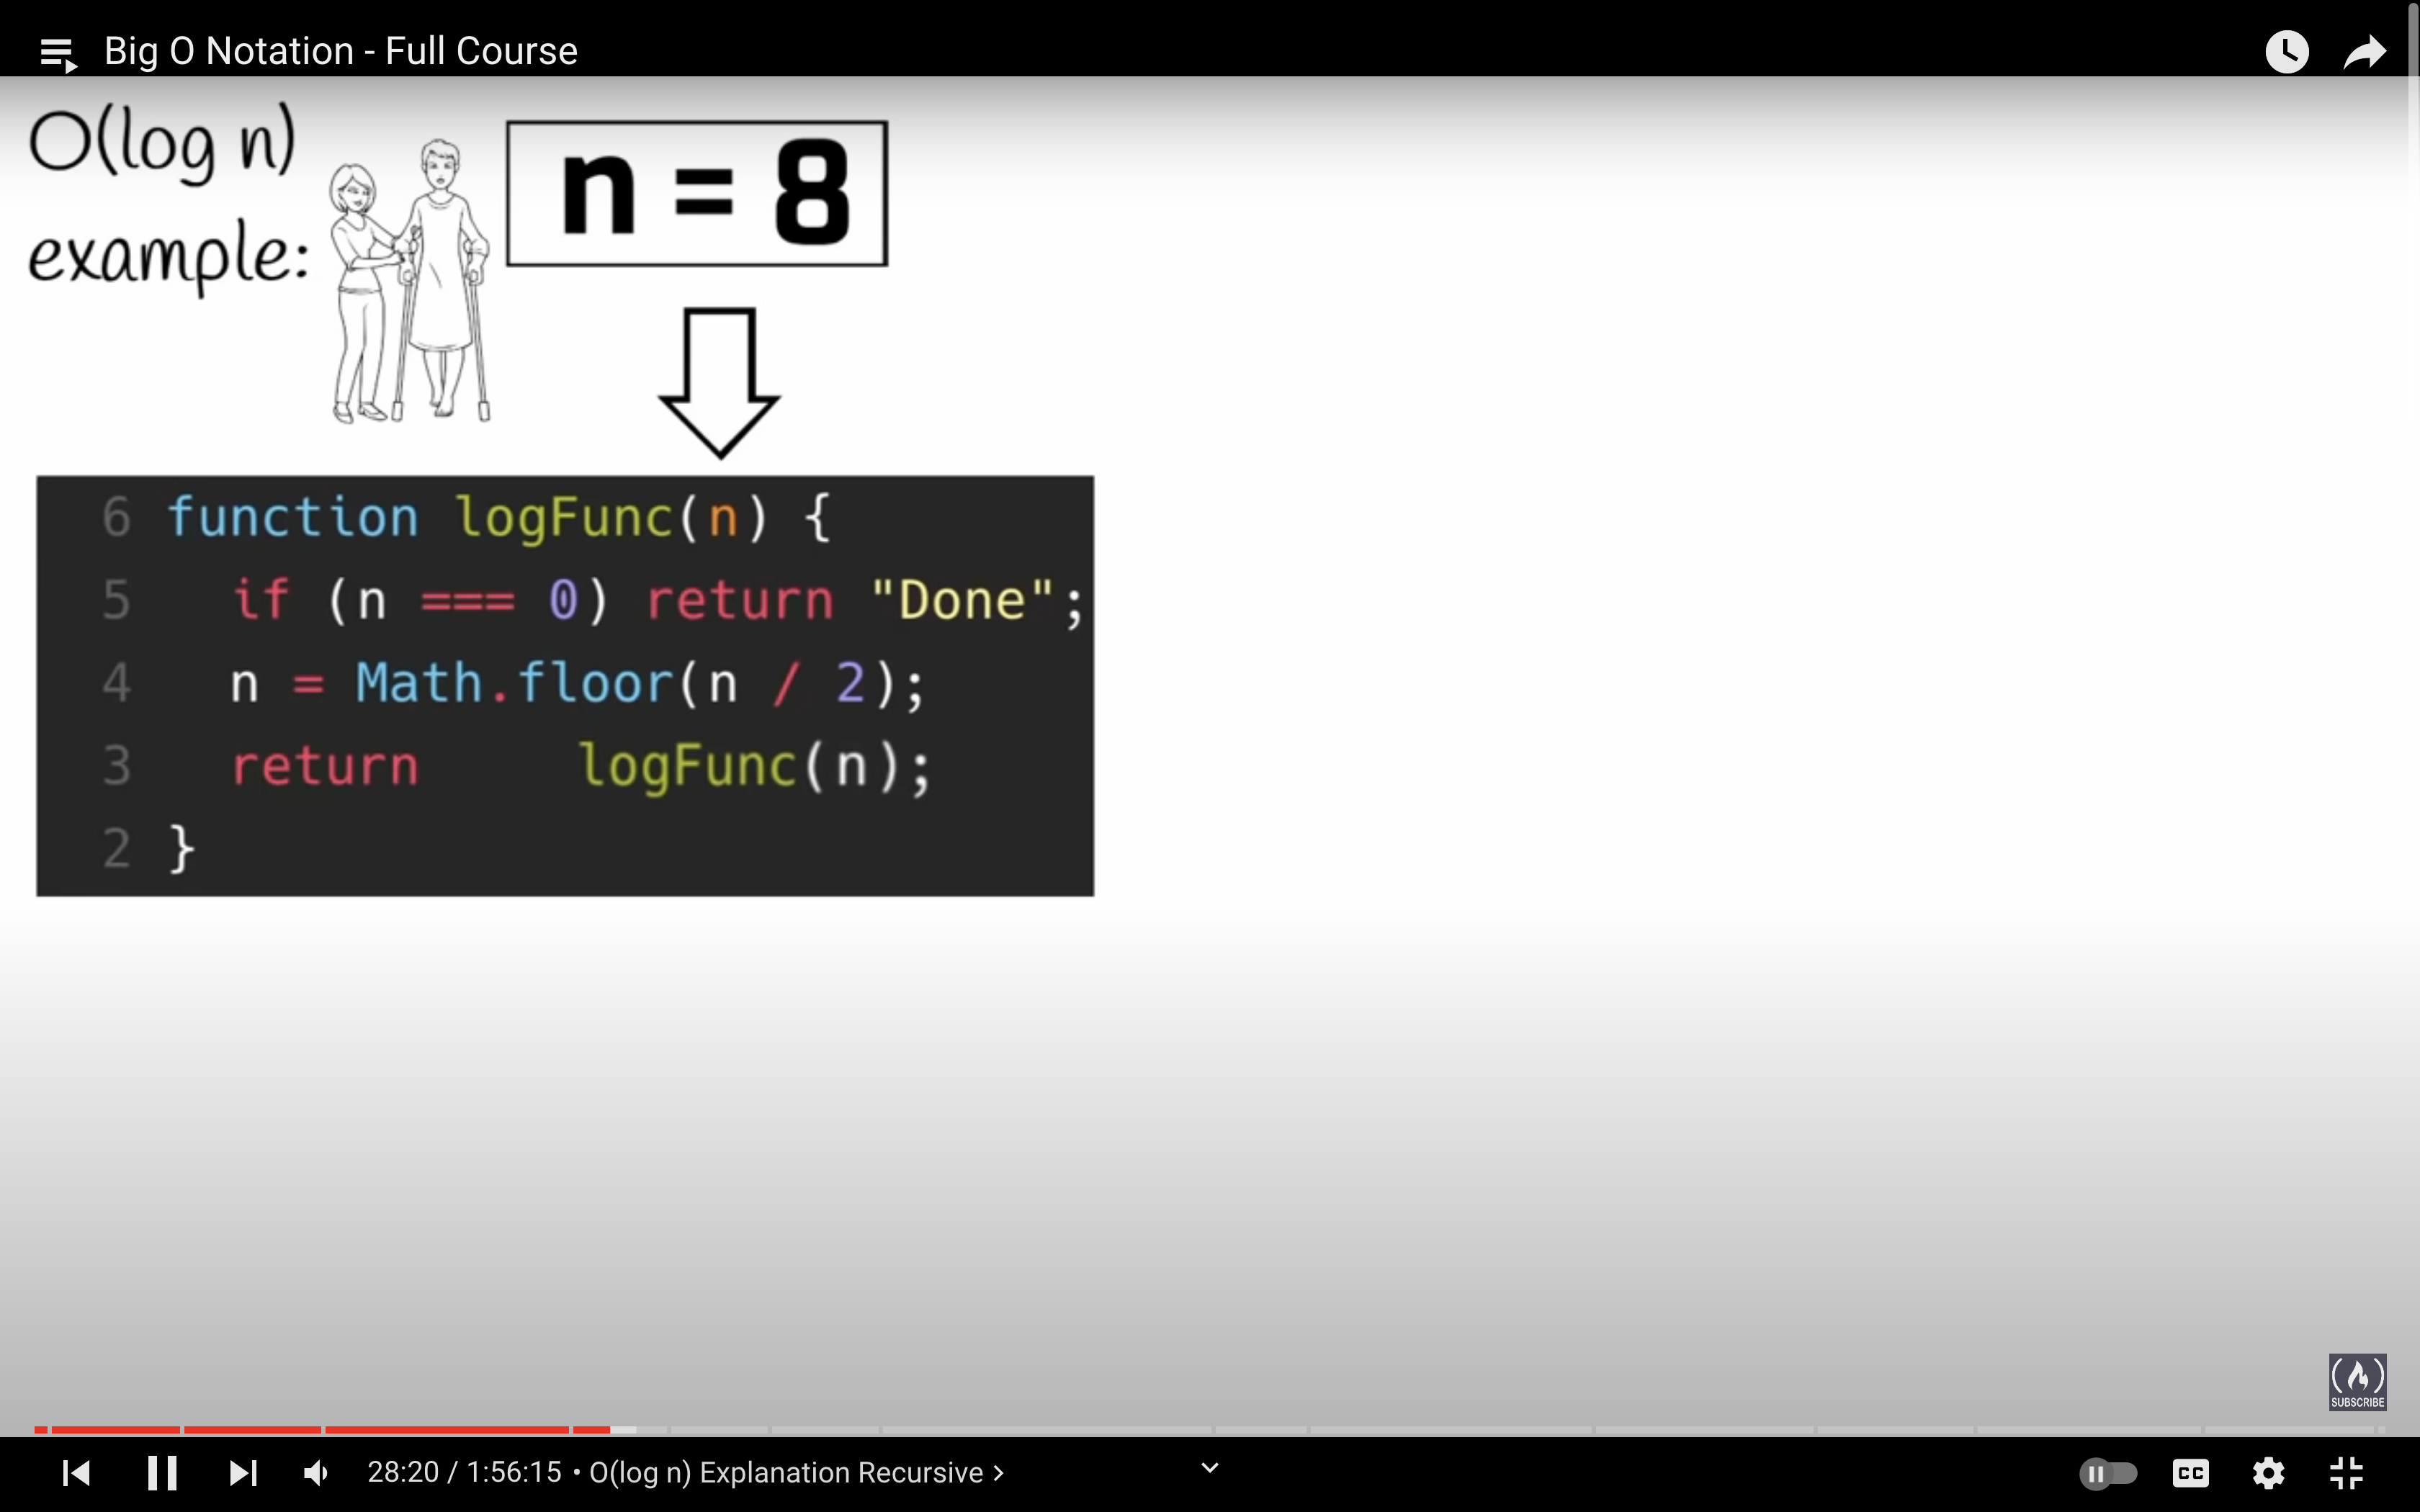 Big O Notation - Full Course
O(log n)
example:
n = 8
6 function logFunc(n) {
5 if (n === 0) return "Done";
4 n = Math.floor(n / 2);
3 return logFunc(n);
2 }
SUBSCRIBE
28:20 / 1:56:15 • O(log n) Explanation Recursive >
CC